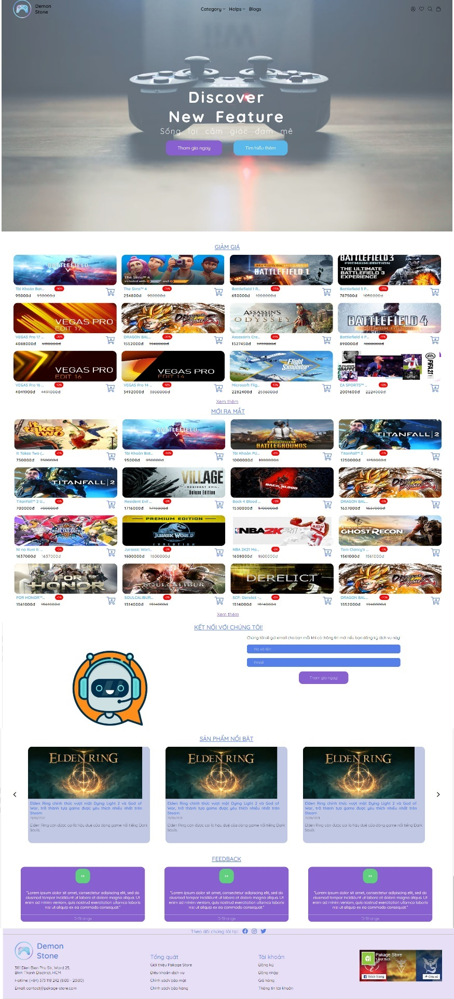 Demon
Stone
Category Helps Blogs
Discover
New Feature
Sống lại cảm giác đam mê
Tham gia ngay Tìm hiểu thêm
GIẢM GIÁ
BATTLEFIELD V
The Sims™ 4
REVOLUTION
BATTLEFIELD 1
BATTLEFIELD 3
PREMIUM EDITION
THE ULTIMATE
BATTLEFIELD 3
EXPERIENCE
Tài Khoản Bat... -90% The Sims™ 4 -74% Battlefield 1 R... -35% Battlefield 3 P... -25%
95000đ 950000đ 254800đ 980000đ 650000đ 1000000đ 787500đ 1050000đ
VEGAS PRO
EDIT 17
DRAGONBALL FIGHTERZ
ASSASSIN'S CREED
ODYSSEY
BATTLEFIELD 4
PREMIUM EDITION
VEGAS Pro 17 ... -20% DRAGON BAL... -20% Assassin's Cre... -15% Battlefield 4 P... -11%
4088000đ 5110000đ 1552000đ 1940000đ 1527450đ 1797000đ 890000đ 1000000đ
VEGAS PRO
EDIT 16
VEGAS PRO
14
Flight
Simulator
FIFA 21
VEGAS Pro 16 ... -10% VEGAS Pro 14 ... -10% Microsoft Flig... -10% EA SPORTS™ ... -10%
4041900đ 4491000đ 3492000đ 3880000đ 2282400đ 2536000đ 2001600đ 2224000đ
Xem thêm
MỚI RA MẮT
it takes two
BATTLEFIELD V
BATTLEGROUNDS
TITANFALL 2
It Takes Two (... -0% Tài Khoản Bat... -90% Tài Khoản PU... -0% Titanfall™ 2 -0%
750000đ 750000đ 95000đ 950000đ 1000000đ 1000000đ 1250000đ 1250000đ
TITANFALL 2
VILLAGE
RESIDENT EVIL
Deluxe Edition
BACK 4 BLOOD
DRAGONBALL FIGHTERZ
Titanfall™ 2 U... -0% Resident Evil ... -0% Back 4 Blood ... -10% DRAGON BAL... -0%
700000đ 700000đ 1716000đ 1716000đ 1530000đ 1700000đ 1637000đ 1637000đ
CROSS TAG BATTLE
PREMIUM EDITION
JURASSIC WORLD
EVOLUTION
NBA 2K21
GHOST RECON
Ni no Kuni II: ... -0% Jurassic Worl... -0% NBA 2K21 Ma... -0% Tom Clancy's ... -0%
1637000đ 1637000đ 1600000đ 1600000đ 1608000đ 1608000đ 1561000đ 1561000đ
FOR
HONOR
SOULCALIBUR
DERELICT
DRAGONBALL FIGHTERZ
FOR HONOR™... -0% SOULCALIBUR... -0% SCP: Derelict -... -0% DRAGON BAL... -20%
1561000đ 1561000đ 1514000đ 1514000đ 1514000đ 1514000đ 1552000đ 1940000đ
Xem thêm
KẾT NỐI VỚI CHÚNG TÔI!
Chúng tôi sẽ gửi email cho bạn mỗi khi có thông tin mới nếu bạn đăng ký dịch vụ này!
Họ và tên
Email
Tham gia ngay!
SẢN PHẨM NỔI BẬT
ELDEN RING
Elden Ring chính thức vượt mặt Dying Light 2 và God of
War, trở thành tựa game được yêu thích nhiều nhất trên
Steam
21/08/2021
Elden Ring còn được coi là hậu duệ của dòng game nổi tiếng Dark
Souls.
ELDEN RING
Elden Ring chính thức vượt mặt Dying Light 2 và God of
War, trở thành tựa game được yêu thích nhiều nhất trên
Steam
21/08/2021
Elden Ring còn được coi là hậu duệ của dòng game nổi tiếng Dark
Souls.
ELDEN RING
Elden Ring chính thức vượt mặt Dying Light 2 và God of
War, trở thành tựa game được yêu thích nhiều nhất trên
Steam
21/08/2021
Elden Ring còn được coi là hậu duệ của dòng game nổi tiếng Dark
Souls.
FEEDBACK
"Lorem ipsum dolor sit amet, consectetur adipiscing elit, sed do
eiusmod tempor incididunt ut labore et dolore magna aliqua. Ut
enim ad minim veniam, quis nostrud exercitation ullamco laboris
nisi ut aliquip ex ea commodo consequat."
DrStrange
"Lorem ipsum dolor sit amet, consectetur adipiscing elit, sed do
eiusmod tempor incididunt ut labore et dolore magna aliqua. Ut
enim ad minim veniam, quis nostrud exercitation ullamco laboris
nisi ut aliquip ex ea commodo consequat."
DrStrange
"Lorem ipsum dolor sit amet, consectetur adipiscing elit, sed do
eiusmod tempor incididunt ut labore et dolore magna aliqua. Ut
enim ad minim veniam, quis nostrud exercitation ullamco laboris
nisi ut aliquip ex ea commodo consequat."
DrStrange
Theo dõi chúng tôi tại:
Demon
Stone
381 Dien Bien Phu Str, Ward 25,
Binh Thanh Disctrict, HCM
Hotline: (+84) 373 118 242 (8:00 - 20:00)
Email: contact@pakage-store.com
Tổng quát
Giới thiệu Pakage Store
Điều khoản dịch vụ
Chính sách bảo mật
Chính sách bảo hàng
Tài khoản
Đăng ký
Đăng nhập
Giỏ hàng
Thông tin tài khoản
Pakage Store
1 lượt thích
Thích Trang Chia sẻ